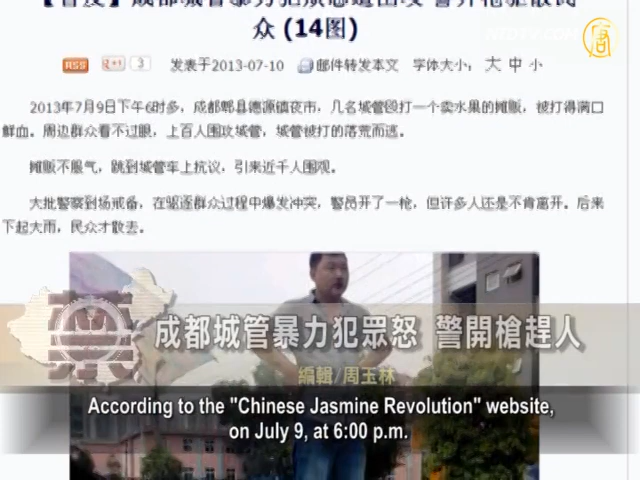 众 (14图)
RSS
3
发表于2013-07-10
邮件转发本文
字体大小：大 中 小
2013年7月9日下午6时多，成都郫县德源镇夜市，几名城管殴打一个卖水果的摊贩，被打得满口
鲜血。周边群众看不过眼，上百人围攻城管，城管被打的落荒而逃。
摊贩不服气，跳到城管车上抗议，引来近千人围观。
大批警察到场戒备，在驱逐群众过程中爆发冲突，警员开了一枪，但许多人还是不肯离开。后来
下起大雨，民众才散去。
成都城管暴力犯眾怒 警開槍趕人
編輯/周玉林
According to the "Chinese Jasmine Revolution" website,
on July 9, at 6:00 p.m.